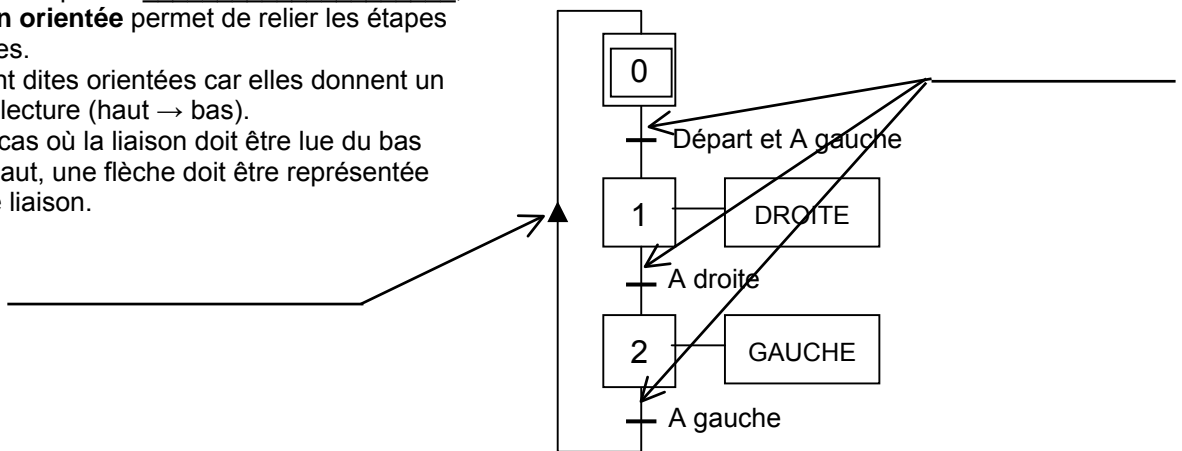 n orientée permet de relier les étapes
es.
nt dites orientées car elles donnent un
lecture (haut → bas).
cas où la liaison doit être lue du bas
aut, une flèche doit être représentée
e liaison.
0
Départ et A gauche
1
DROITE
A droite
2
GAUCHE
A gauche